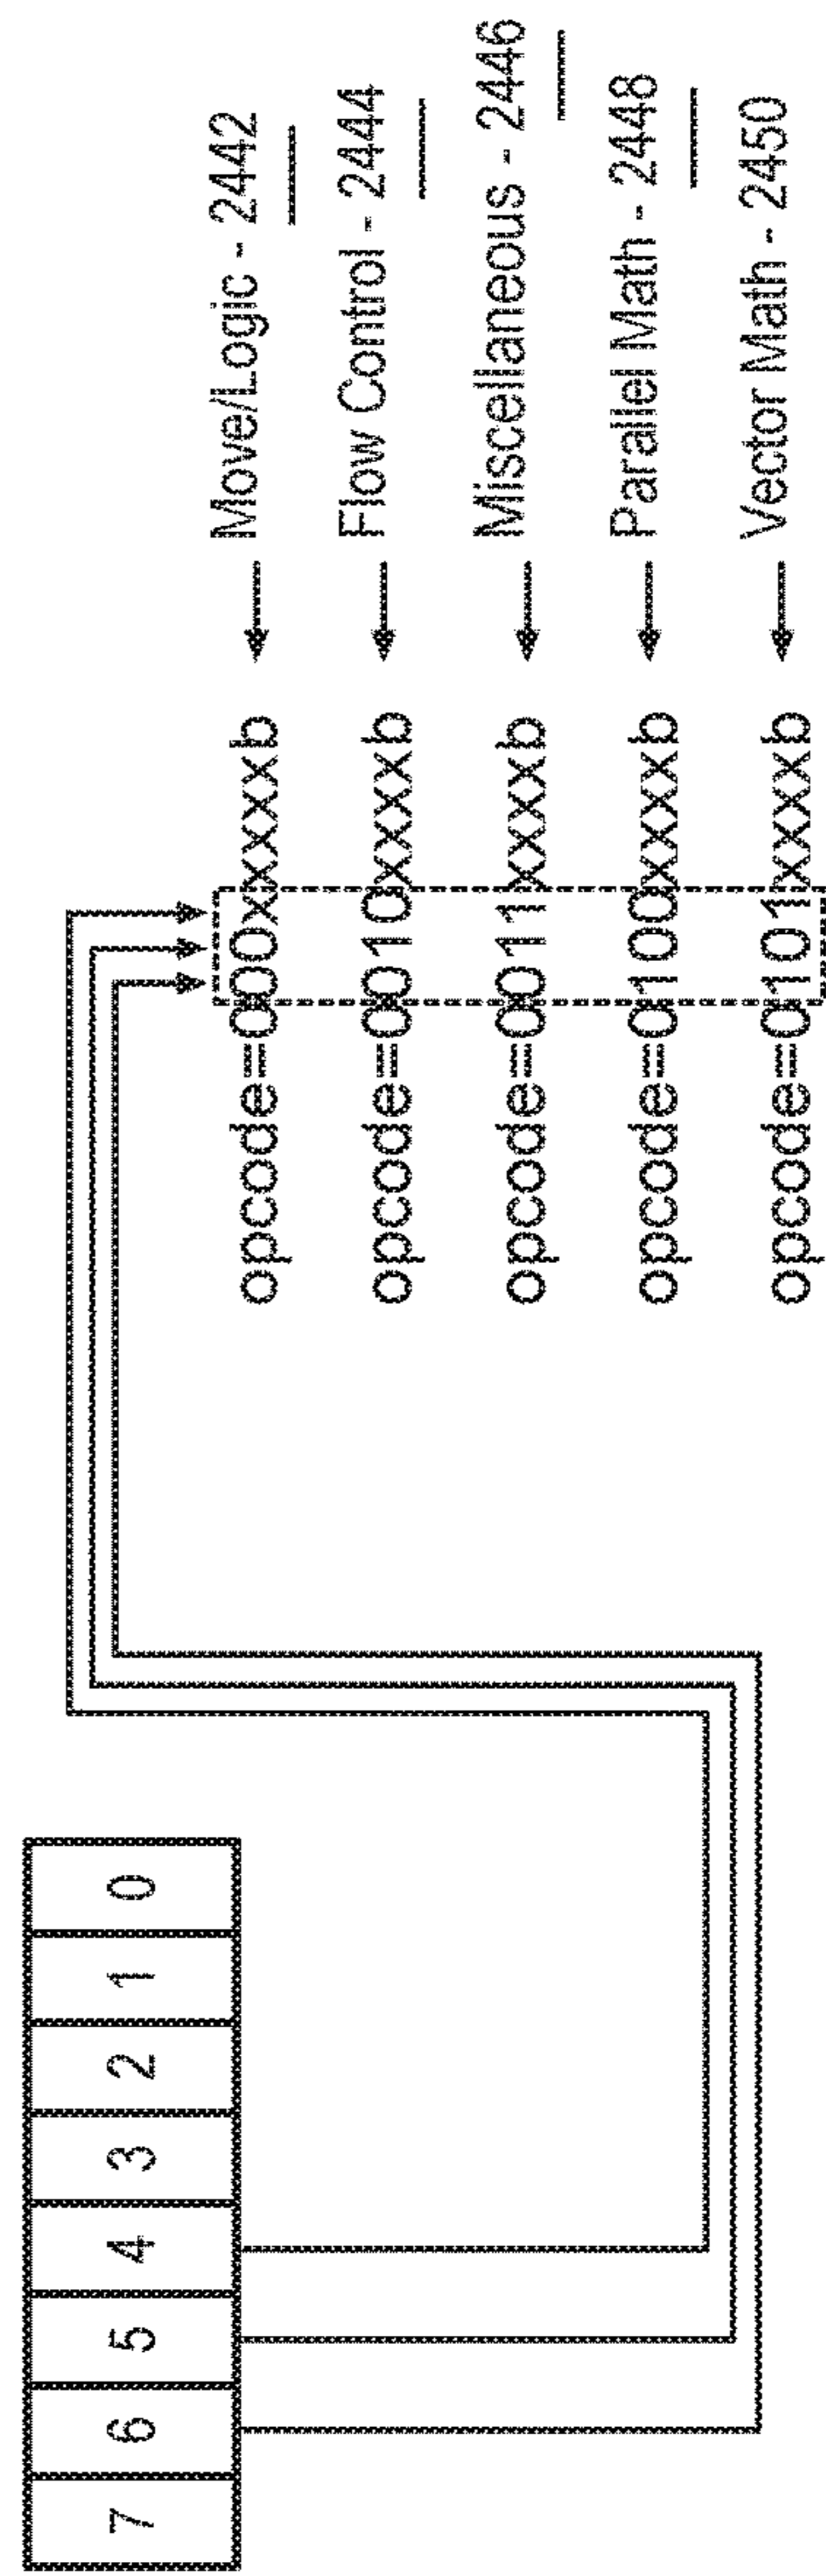 7 6 5 4 3 2 1 0
opcode=000xxxxxb ← Move/Logic - 2442
opcode=0010xxxxb ← Flow Control - 2444
opcode=0011xxxxb ← Miscellaneous - 2446
opcode=0100xxxxb ← Parallel Math - 2448
opcode=0101xxxxb ← Vector Math - 2450